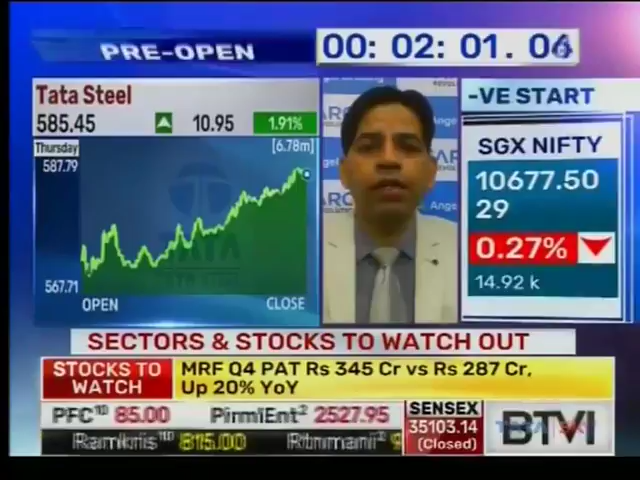 PRE-OPEN
00: 02: 01. 06
Tata Steel
585.45 10.95 1.91%
Thursday [6.78m]
587.79
TATA
567.71
OPEN CLOSE
ARC
Angel
-VE START
SGX NIFTY
10677.50
29
0.27%
14.92 k
SECTORS & STOCKS TO WATCH OUT
STOCKS TO
WATCH
MRF Q4 PAT Rs 345 Cr vs Rs 287 Cr,
Up 20% YoY
PFC 85.00 PirmlEnt 2527.95
815.00
SENSEX
35103.14
(Closed)
BTVI